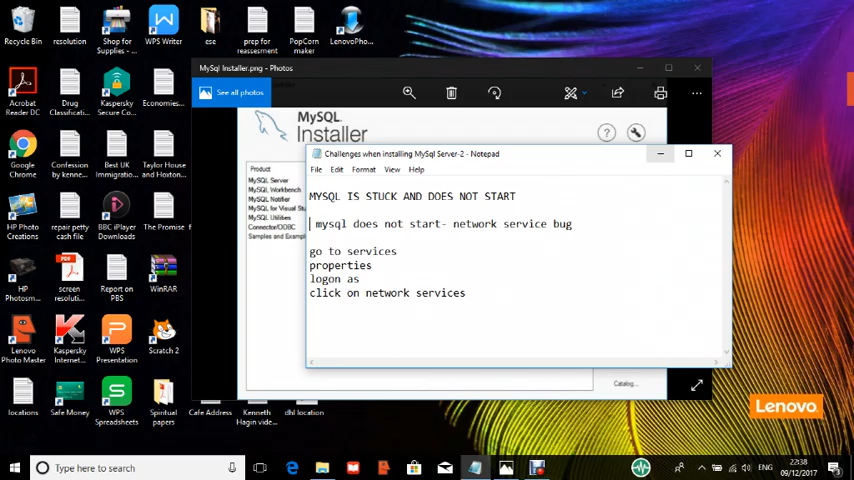 Recycle Bin
resolution
Shop for
Supplies - ...
WPS Writer
ese
prep for
reassesment
PopCorn
maker
LenovoPho...
MySql Installer.png - Photos
See all photos
Acrobat
Reader DC
Drug
Classificati...
Kaspersky
Secure Co...
Economies...
MySQL
Installer
Product
MySQL Server
MySQL Workbench
MySQL Notifier
MySQL for Visual Stu
MySQL Utilities
Connector/ODBC
Samples and Exampl
Challenges when installing MySql Server-2 - Notepad
File Edit Format View Help
MYSQL IS STUCK AND DOES NOT START
mysql does not start- network service bug
go to services
properties
logon as
click on network services
Catalog...
Google
Chrome
Confession
by kenne...
Best UK
Immigratio...
Taylor House
and Hoxton...
HP Photo
Creations
repair petty
cash file
BBC iPlayer
Downloads
The Promise
HP
Photosm...
screen
resolution...
Report on
PBS
WinRAR
Lenovo
Photo Master
Kaspersky
Internet...
WPS
Presentation
Scratch 2
locations
Safe Money
WPS
Spreadsheets
Spiritual
papers
Cafe Address
Kenneth
Hagin vide...
dhl location
Lenovo
Type here to search
ENG
22:38
09/12/2017